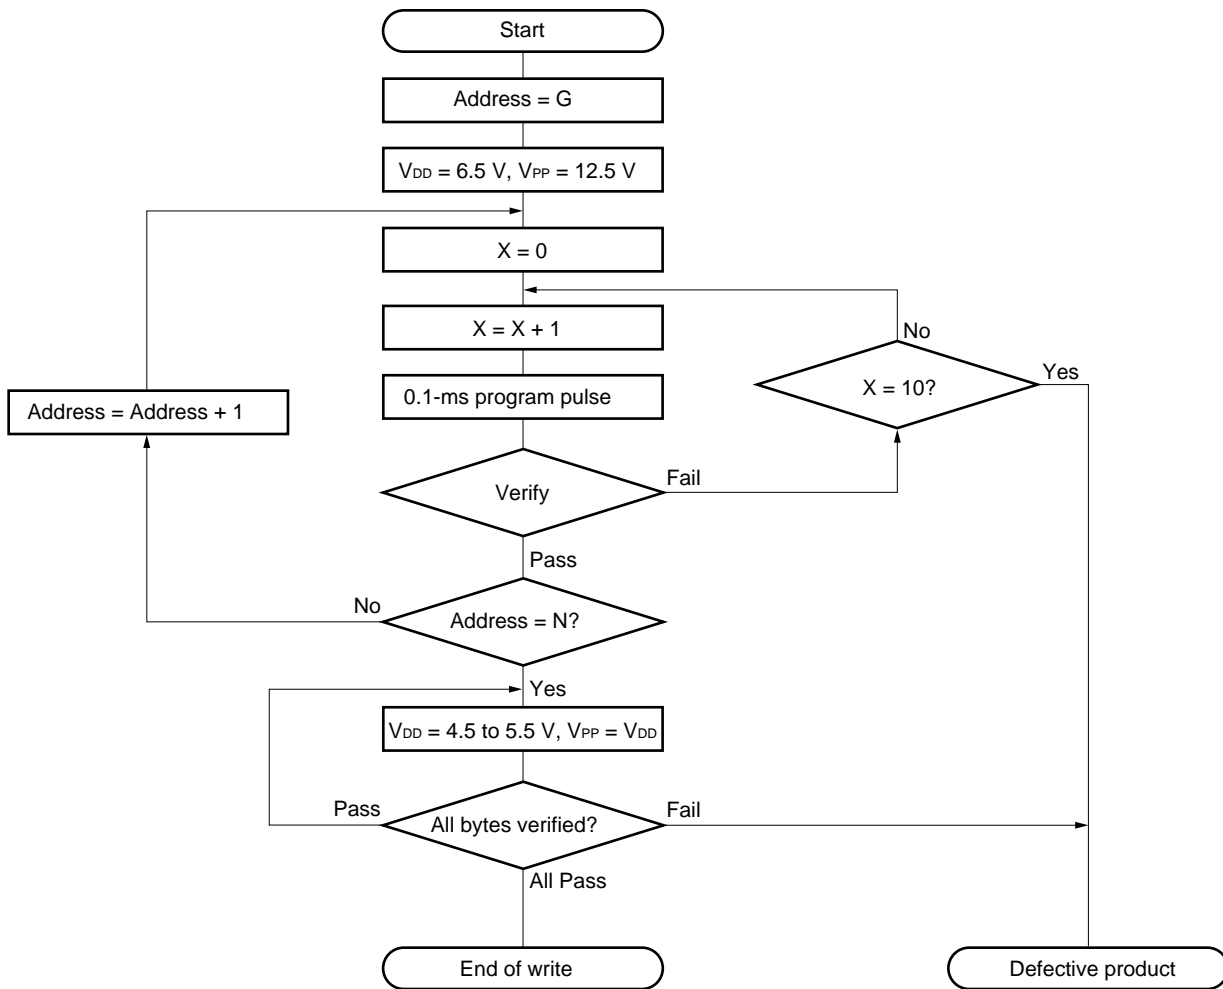 Start
Address = G
VDD = 6.5 V, VPP = 12.5 V
X = 0
X = X + 1
No
X = 10?
Yes
0.1-ms program pulse
Address = Address + 1
Verify
Fail
Pass
No
Address = N?
Yes
VDD = 4.5 to 5.5 V, VPP = VDD
Pass
All bytes verified?
Fail
All Pass
End of write
Defective product